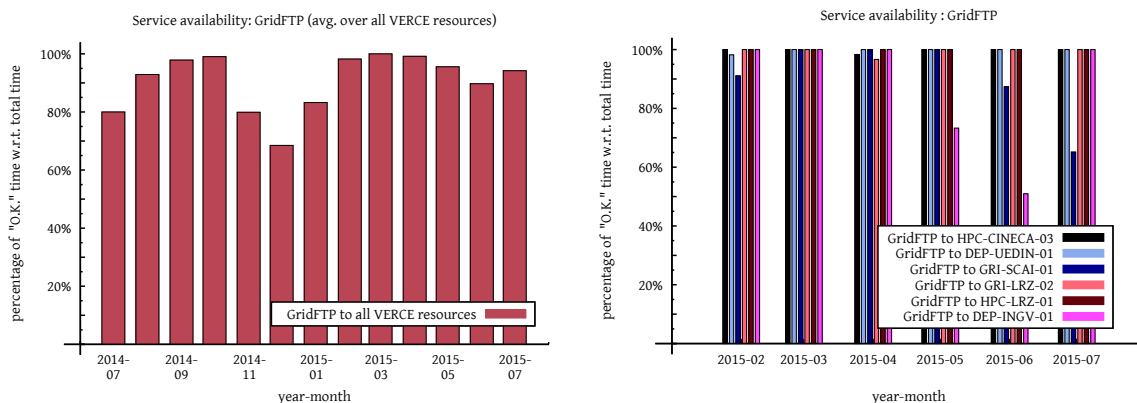 Service availability: GridFTP (avg. over all VERCE resources)
percentage of "O.K." time w.r.t. total time
100%
80%
60%
40%
20%
GridFTP to all VERCE resources
2014-07
2014-09
2014-11
2015-01
2015-03
2015-05
2015-07
year-month
Service availability : GridFTP
percentage of "O.K." time w.r.t. total time
100%
80%
60%
40%
20%
GridFTP to HPC-CINECA-03
GridFTP to DEP-UEDIN-01
GridFTP to GRI-SCAI-01
GridFTP to GRI-LRZ-02
GridFTP to HPC-LRZ-01
GridFTP to DEP-INGV-01
2015-02 2015-03 2015-04 2015-05 2015-06 2015-07
year-month